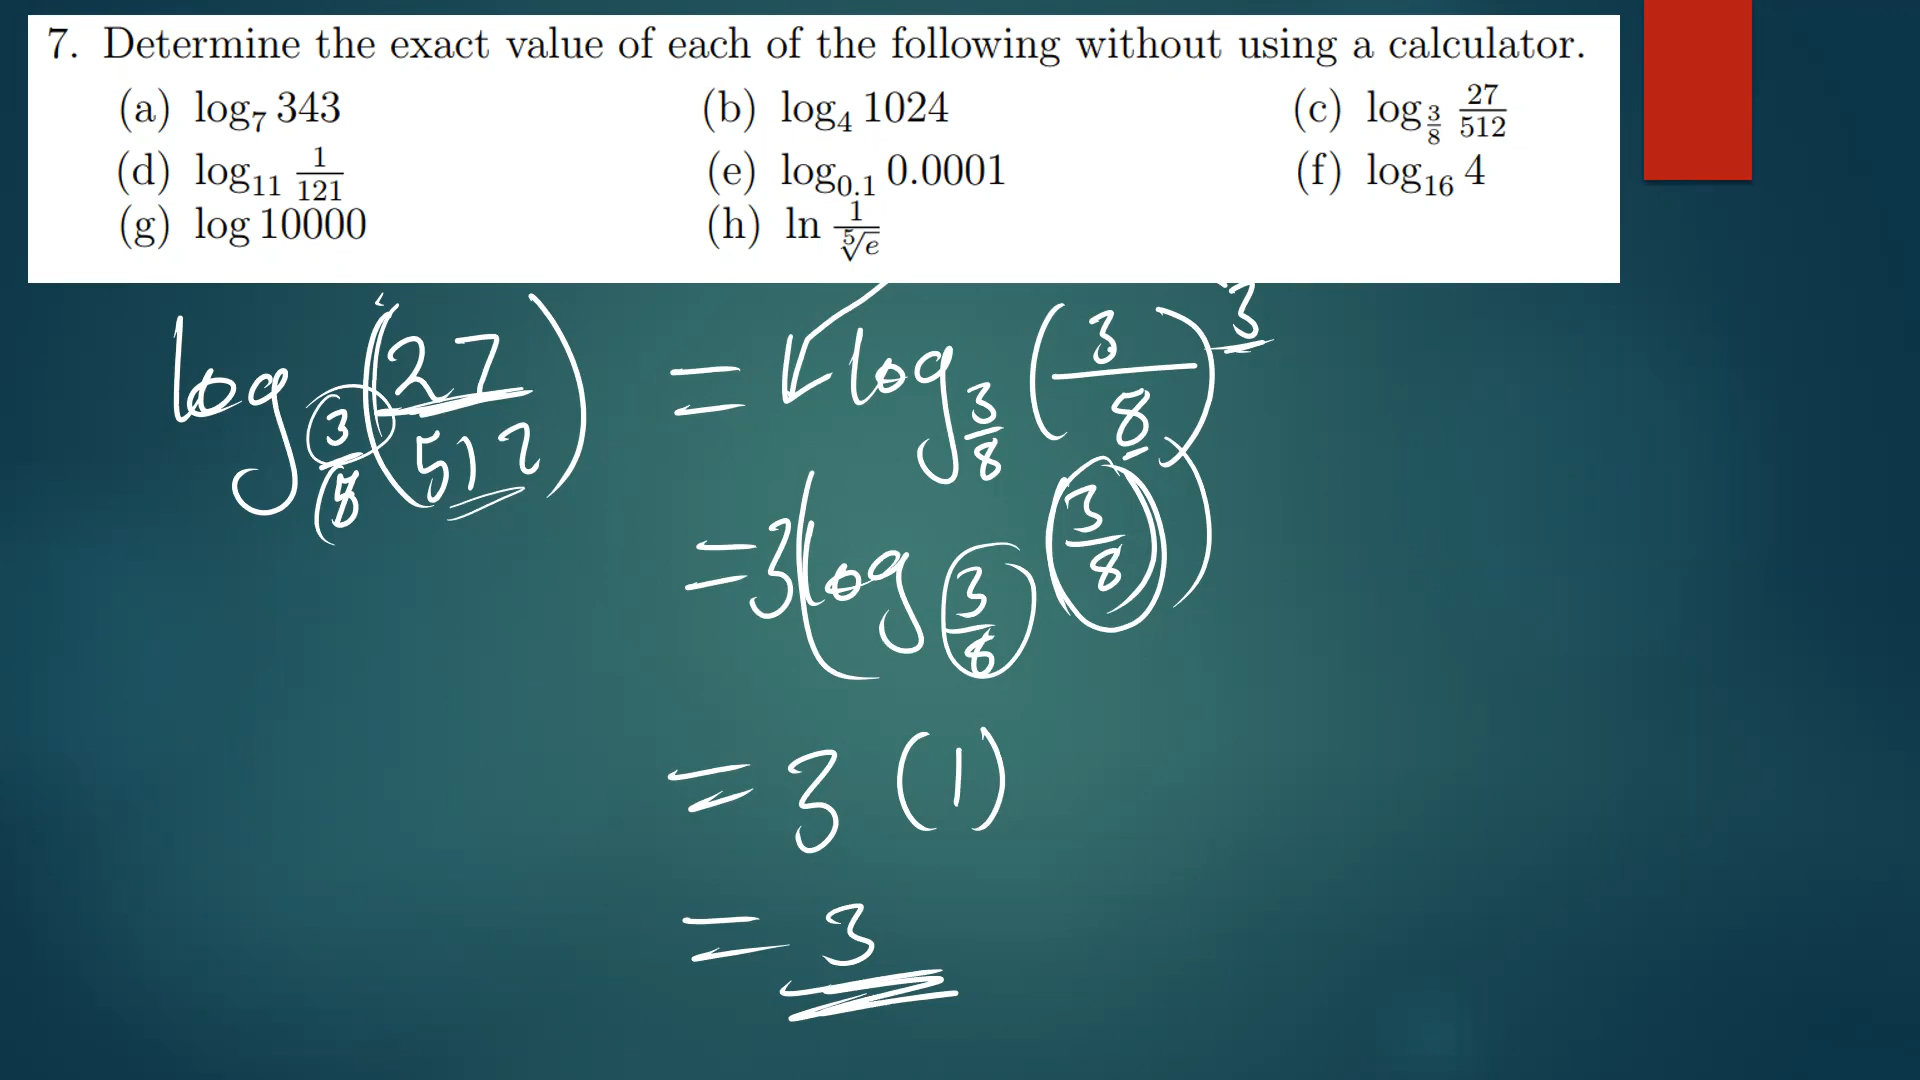 7. Determine the exact value of each of the following without using a calculator.
(a) log₇ 343 (b) log₄ 1024 (c) log_{3/8} 27/512
(d) log₁₁ 1/121 (e) log₀.₁ 0.0001 (f) log₁₆ 4
(g) log 10000 (h) ln 1/⁵√e
log_{3/8} (27/512) = log_{3/8} (3/8)³
= 3(log_{3/8} (3/8))
= 3 (1)
= 3